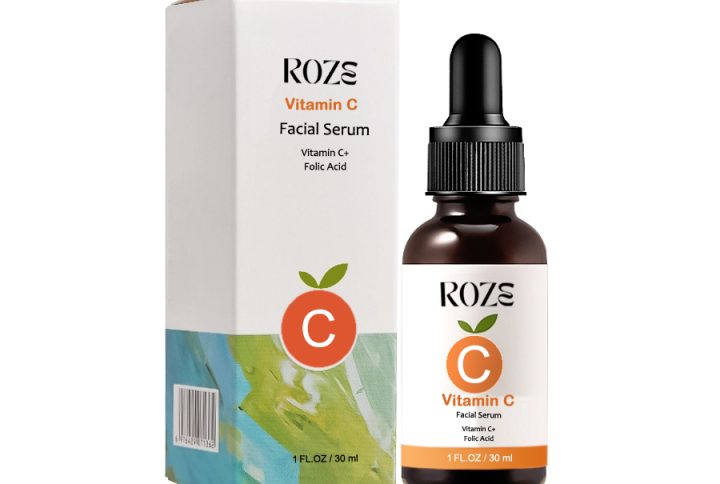 ROZE
Vitamin C
Facial Serum
Vitamin C+
Folic Acid
C
1 FL.OZ / 30 ml
ROZE
C
Vitamin C
Facial Serum
Vitamin C+
Folic Acid
1 FL.OZ / 30 ml